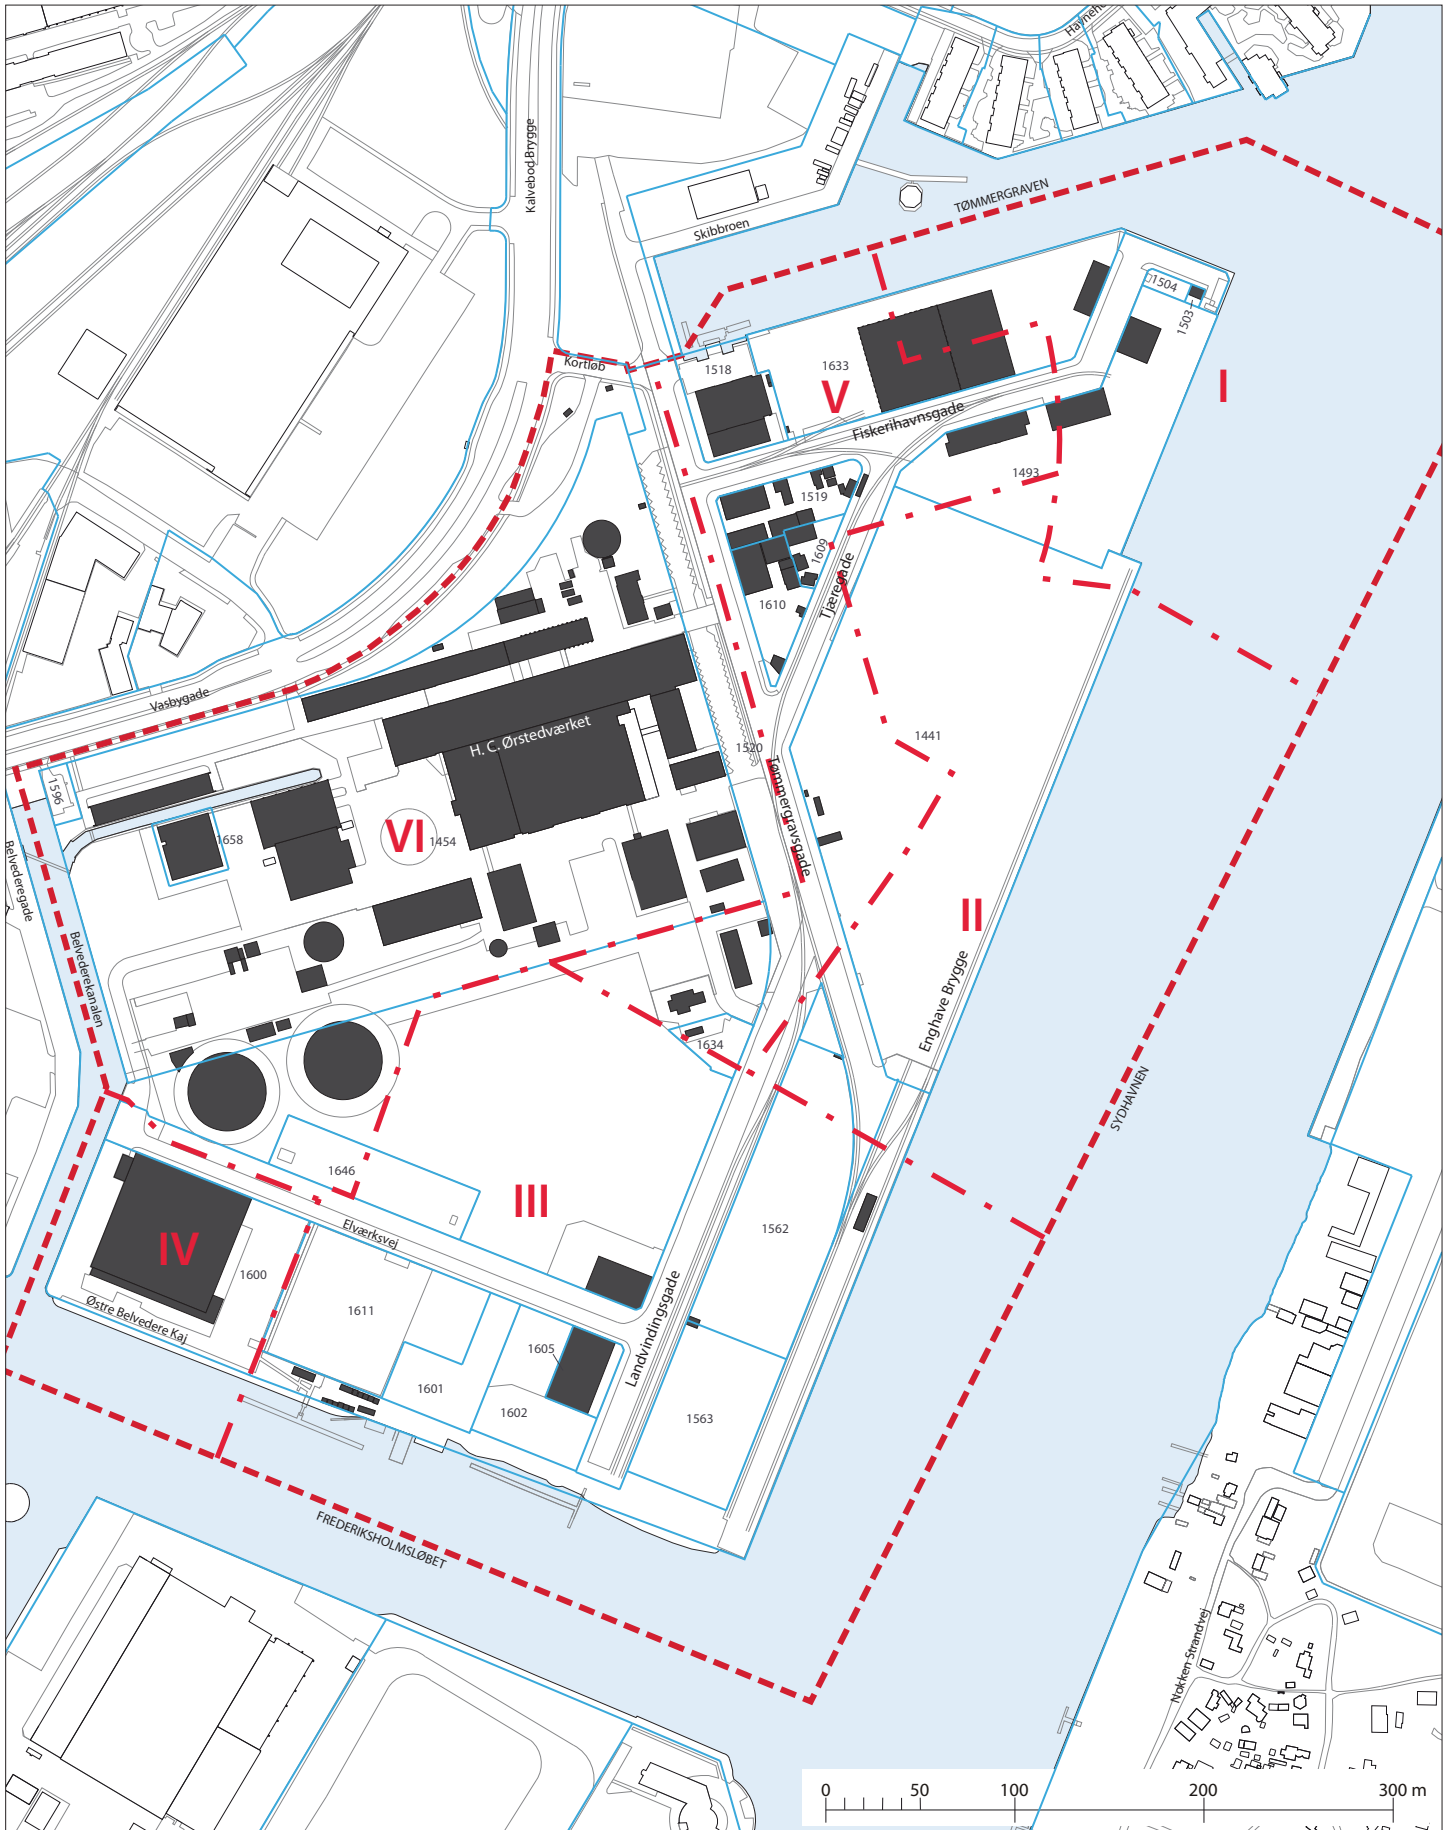 Havneh
Kalvebod Brygge
TØMMERGRAVEN
Skibbroen
1504
1503
Kortløb
1518
1633
I
V
Fiskerihavnsgade
1493
1519
1609
Tjæregade
1610
Vasbygade
H. C. Ørstedværket
1441
1520
Tømmergravsgade
1596
1658
VI
1454
Belvederegade
II
Belvederekanalen
Enghave Brygge
1634
SYDHAVNEN
1646
III
Elværksvej
1562
IV
1600
Østre Belvedere Kaj
1611
Landvindingsgade
1605
1601
1602
1563
FREDERIKSHOLMSLØBET
Nokken Strandvej
0 50 100 200 300 m